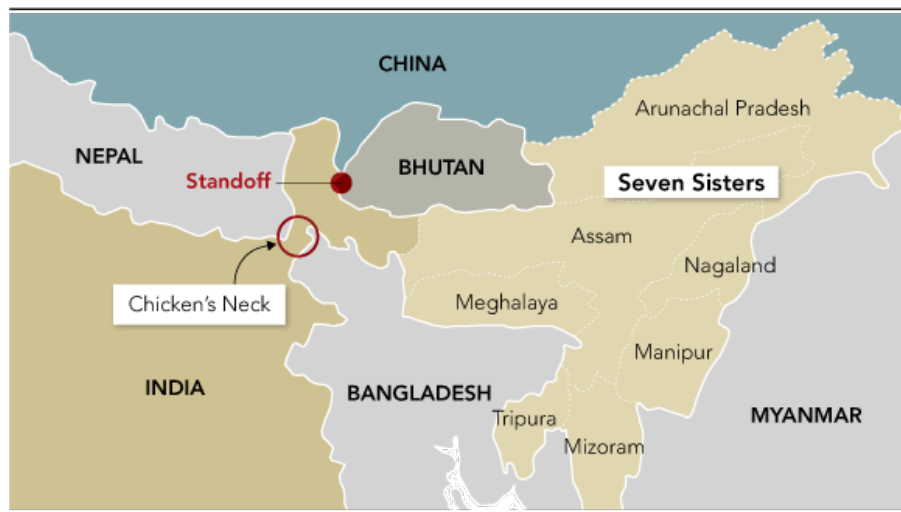 CHINA
Arunachal Pradesh
NEPAL
BHUTAN
Standoff
Seven Sisters
Assam
Nagaland
Chicken's Neck
Meghalaya
Manipur
INDIA
BANGLADESH
Tripura
MYANMAR
Mizoram